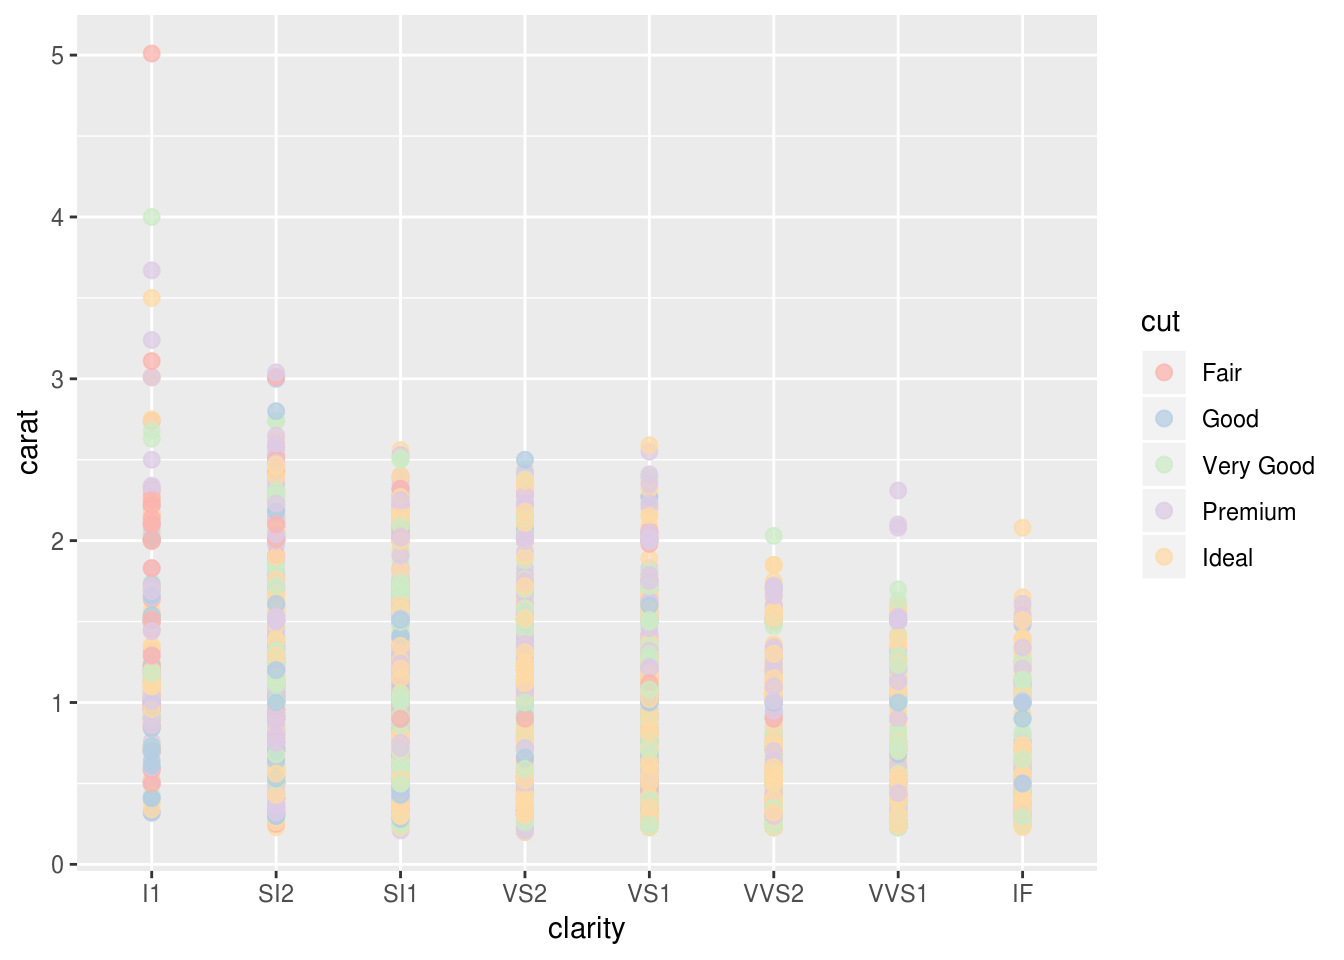 5
4
3
2
1
0
carat
I1 SI2 SI1 VS2 VS1 VVS2 VVS1 IF
clarity
cut
Fair
Good
Very Good
Premium
Ideal